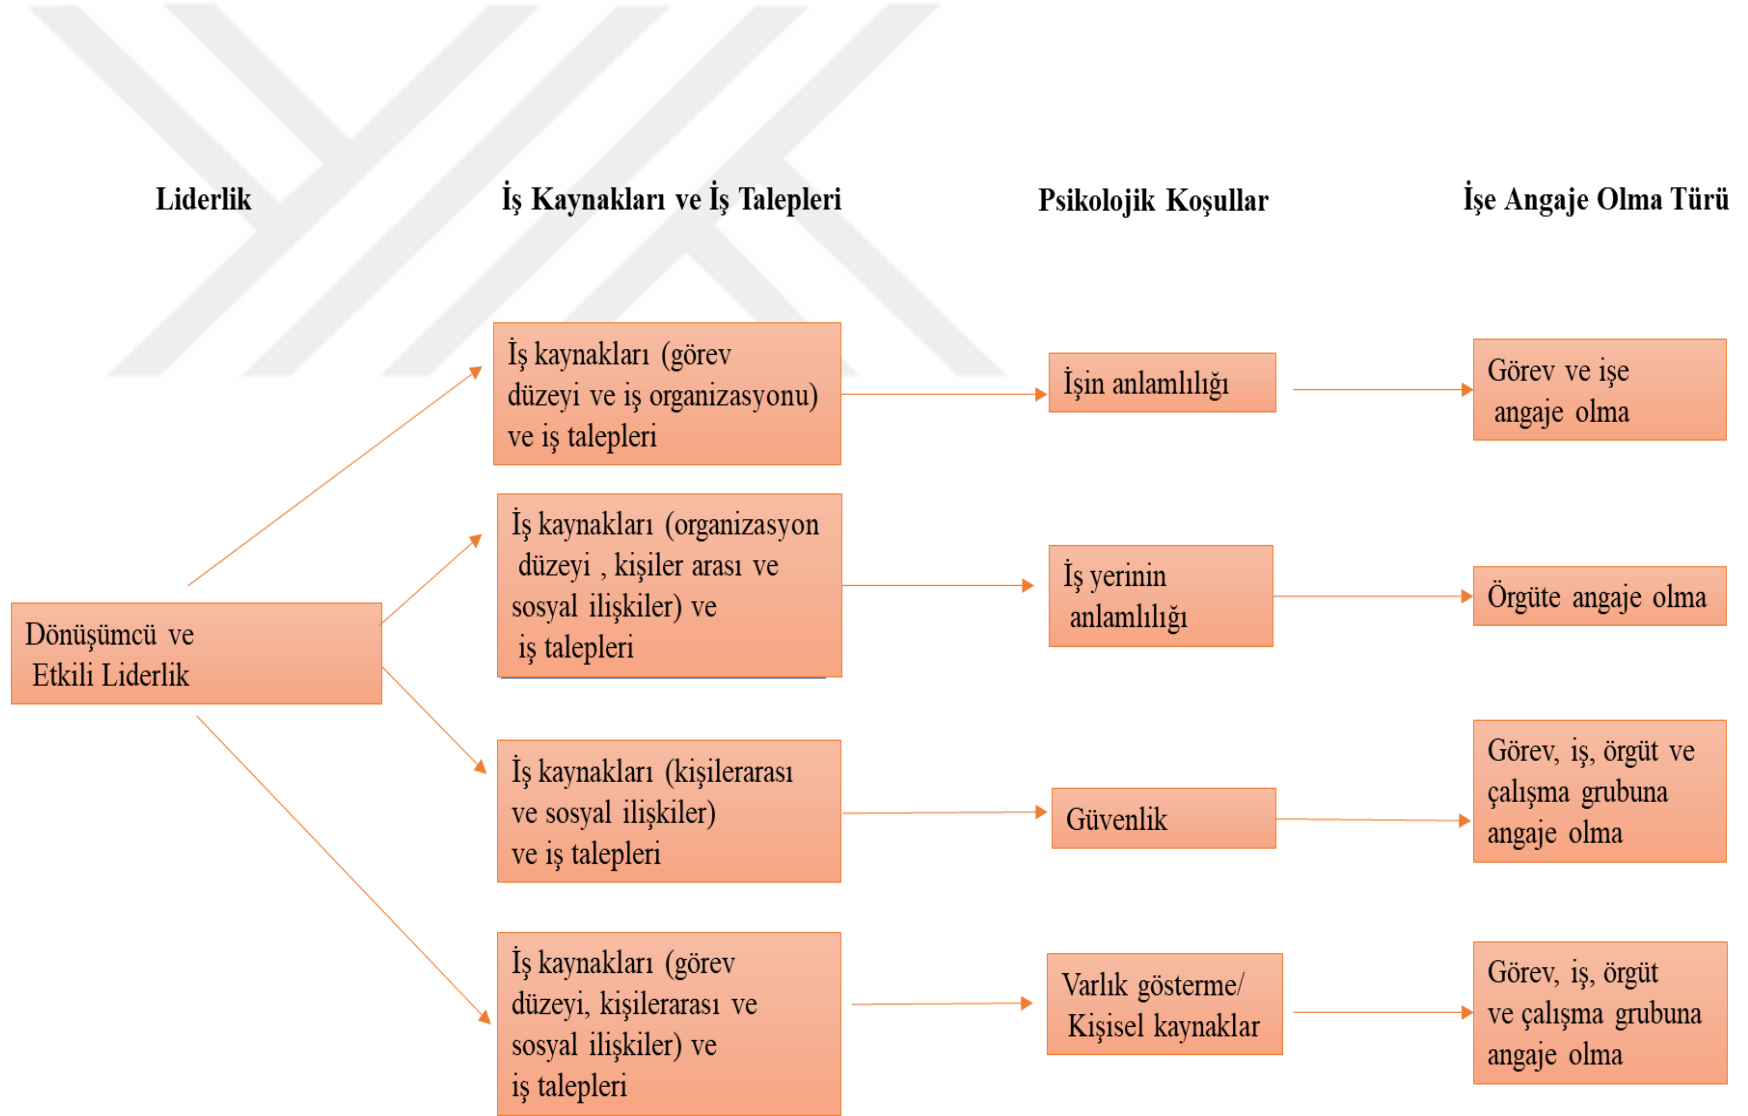 Liderlik
İş Kaynakları ve İş Talepleri
Psikolojik Koşullar
İşe Angaje Olma Türü
Dönüşümcü ve
Etkili Liderlik
İş kaynakları (görev
düzeyi ve iş organizasyonu)
ve iş talepleri
İşin anlamlılığı
Görev ve işe
angaje olma
İş kaynakları (organizasyon
düzeyi , kişiler arası ve
sosyal ilişkiler) ve
iş talepleri
İş yerinin
anlamlılığı
Örgüte angaje olma
İş kaynakları (kişilerarası
ve sosyal ilişkiler)
ve iş talepleri
Güvenlik
Görev, iş, örgüt ve
çalışma grubuna
angaje olma
İş kaynakları (görev
düzeyi, kişilerarası ve
sosyal ilişkiler) ve
iş talepleri
Varlık gösterme/
Kişisel kaynaklar
Görev, iş, örgüt
ve çalışma grubuna
angaje olma